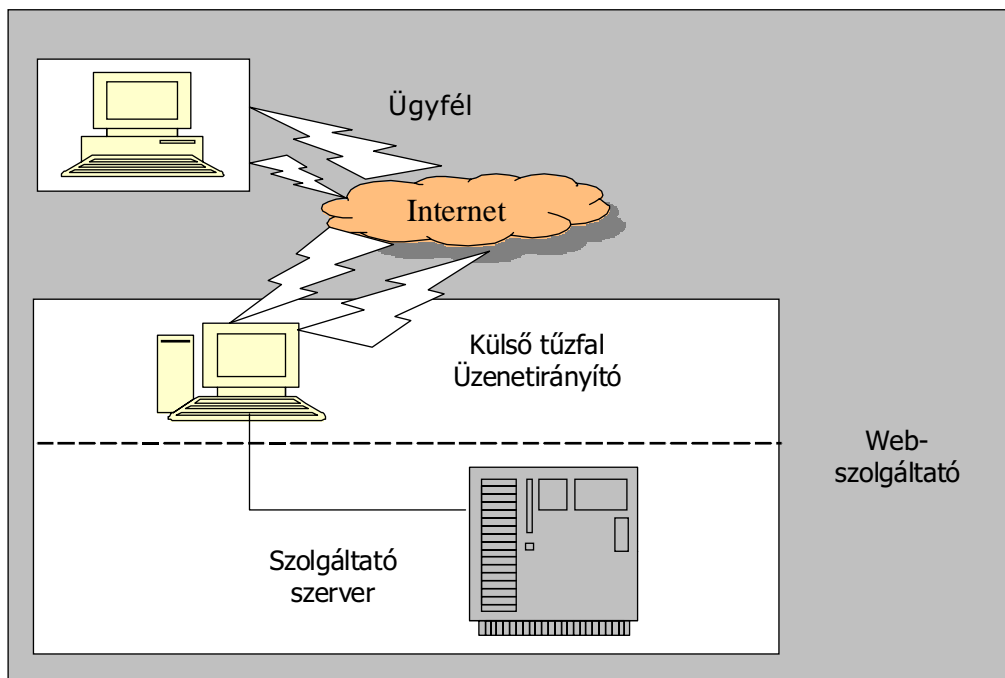 Ügyfél
Internet
Külső tűzfal
Üzenetirányító
Web-
szolgáltató
Szolgáltató
szerver